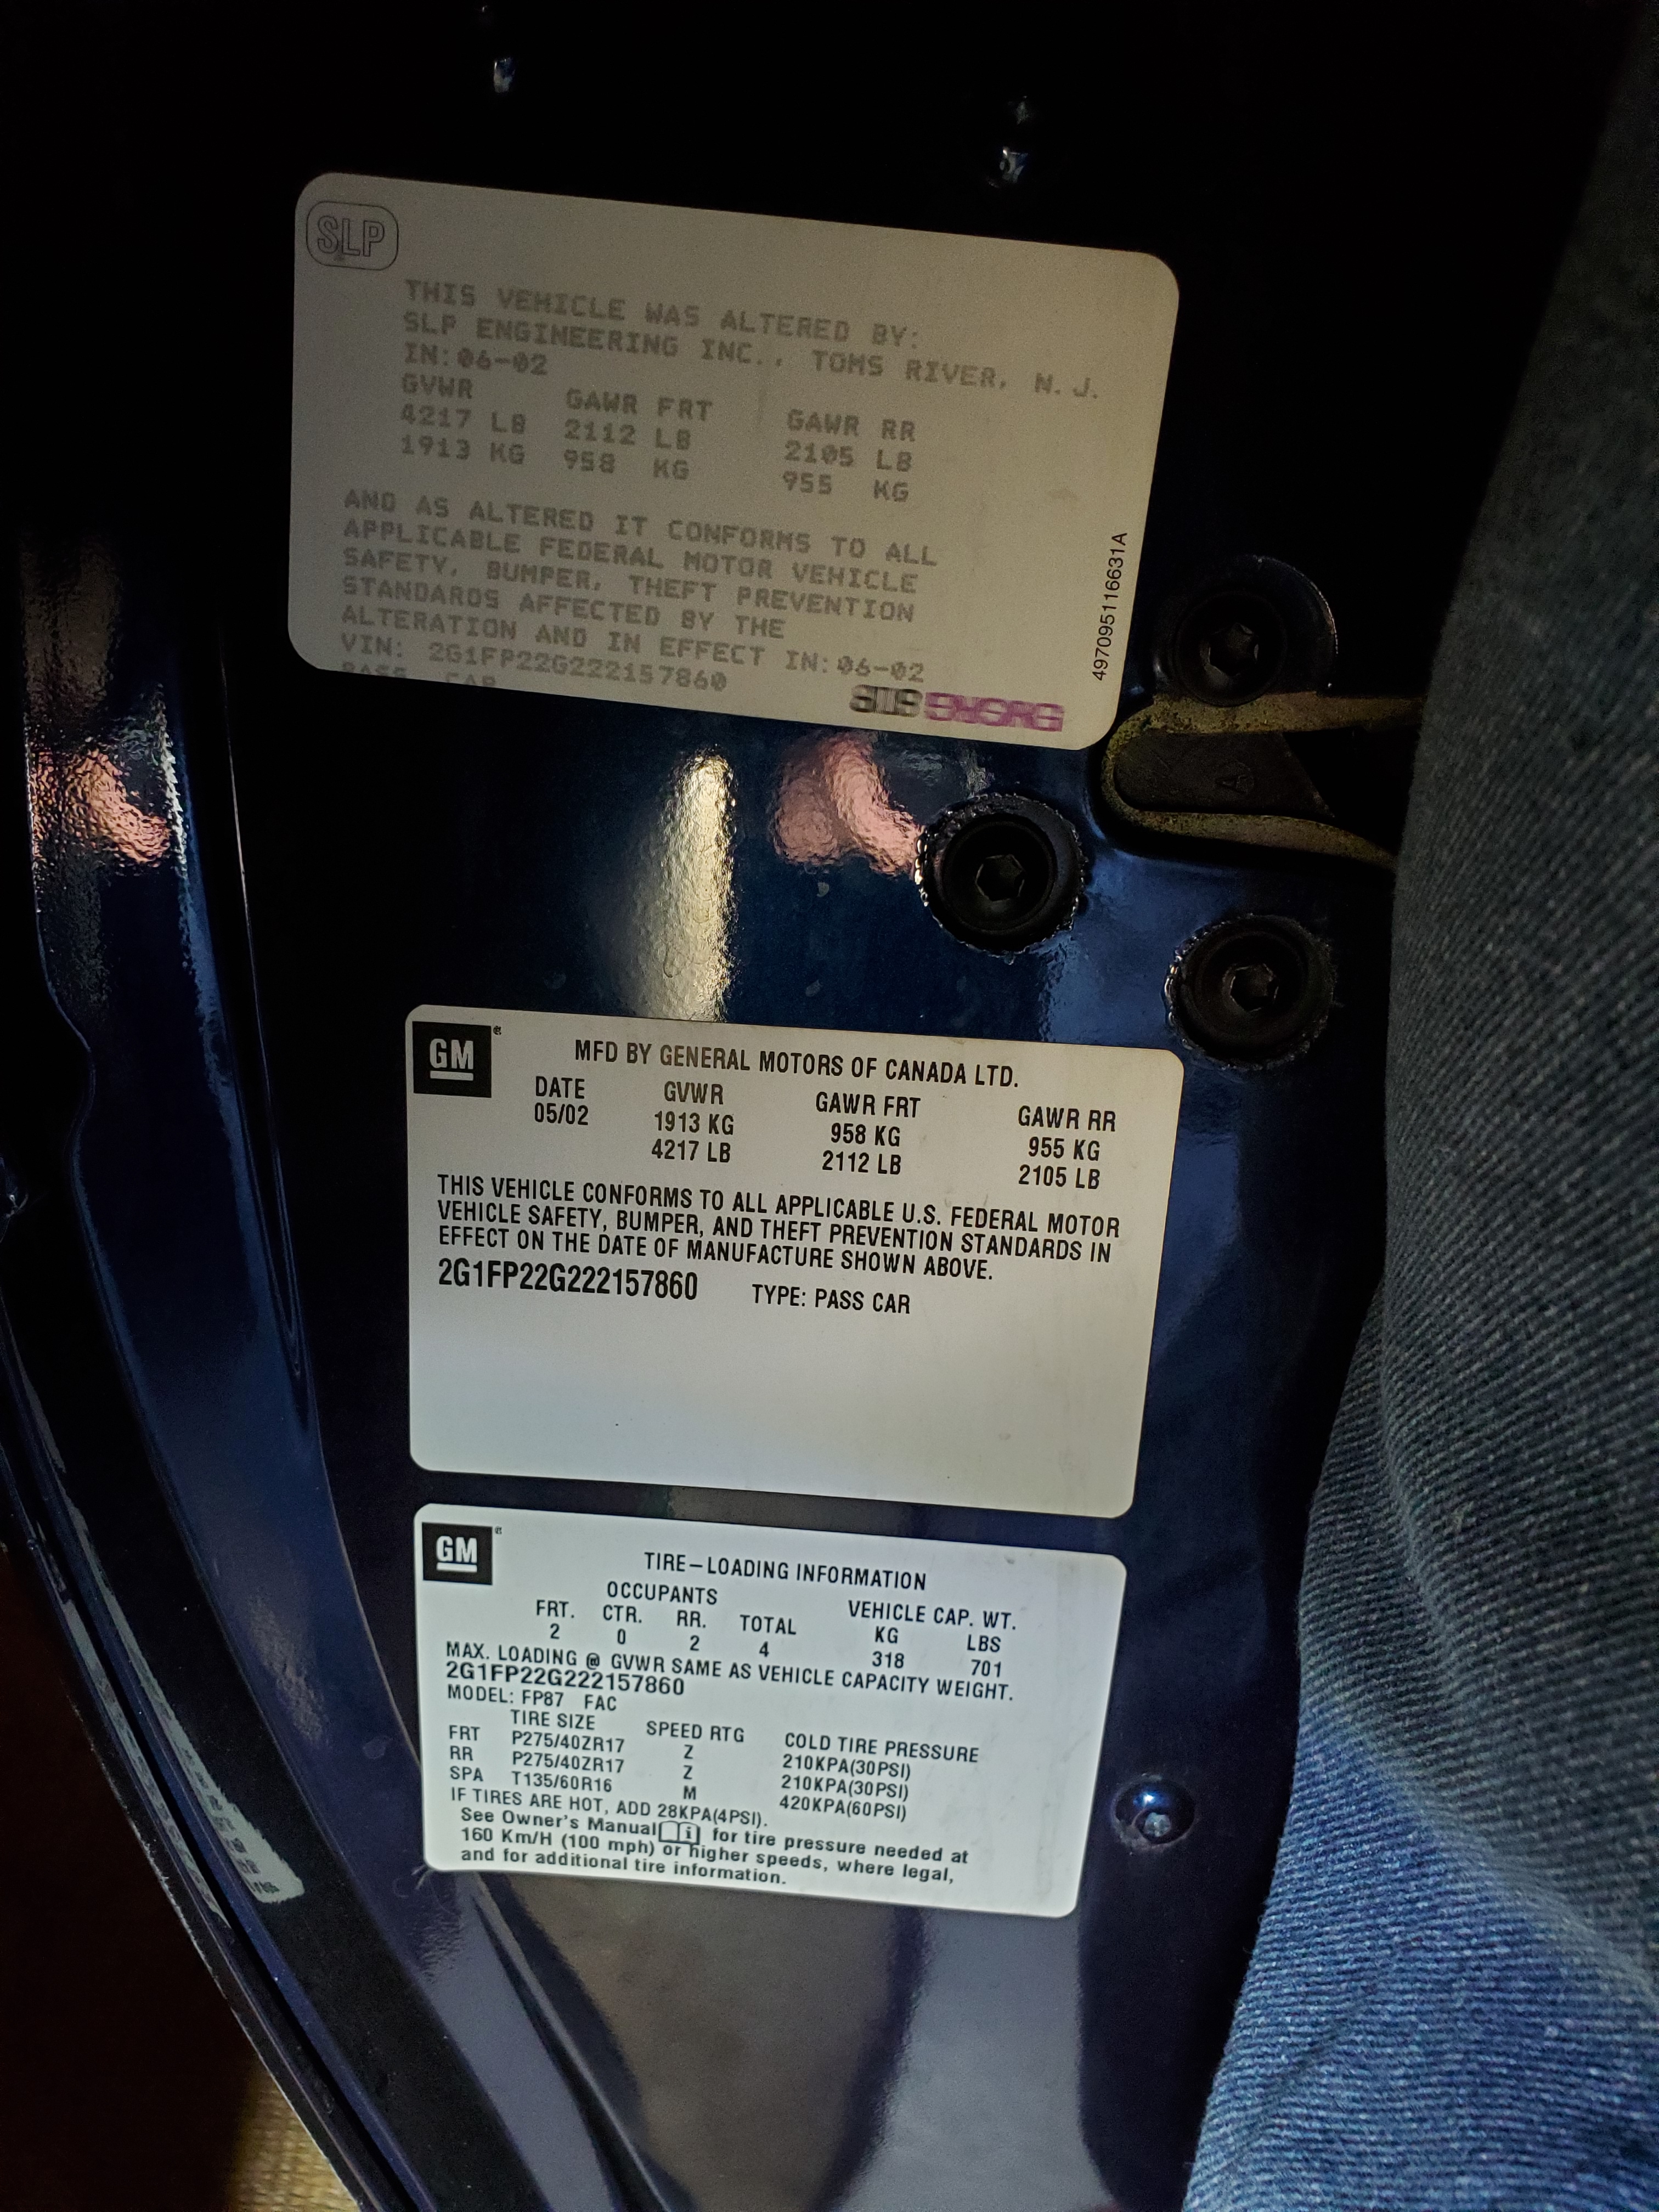 SLP
THIS VEHICLE WAS ALTERED BY:
SLP ENGINEERING INC., TOMS RIVER, N.J.
IN:06-02
GVWR GAWR FRT GAWR RR
4217 LB 2112 LB 2105 LB
1913 KG 958 KG 955 KG
AND AS ALTERED IT CONFORMS TO ALL
APPLICABLE FEDERAL MOTOR VEHICLE
SAFETY, BUMPER, THEFT PREVENTION
STANDARDS AFFECTED BY THE
ALTERATION AND IN EFFECT IN:06-02
VIN: 2G1FP22G222157860
PASS CAR
497095116631A
GM
MFD BY GENERAL MOTORS OF CANADA LTD.
DATE GVWR GAWR FRT GAWR RR
05/02 1913 KG 958 KG 955 KG
4217 LB 2112 LB 2105 LB
THIS VEHICLE CONFORMS TO ALL APPLICABLE U.S. FEDERAL MOTOR
VEHICLE SAFETY, BUMPER, AND THEFT PREVENTION STANDARDS IN
EFFECT ON THE DATE OF MANUFACTURE SHOWN ABOVE.
2G1FP22G222157860 TYPE: PASS CAR
GM
TIRE–LOADING INFORMATION
OCCUPANTS VEHICLE CAP. WT.
FRT. CTR. RR. TOTAL KG LBS
2 0 2 4 318 701
MAX. LOADING @ GVWR SAME AS VEHICLE CAPACITY WEIGHT.
2G1FP22G222157860
MODEL: FP87 FAC
TIRE SIZE SPEED RTG COLD TIRE PRESSURE
FRT P275/40ZR17 Z 210KPA(30PSI)
RR P275/40ZR17 Z 210KPA(30PSI)
SPA T135/60R16 M 420KPA(60PSI)
IF TIRES ARE HOT, ADD 28KPA(4PSI).
See Owner's Manual for tire pressure needed at
160 Km/H (100 mph) or higher speeds, where legal,
and for additional tire information.